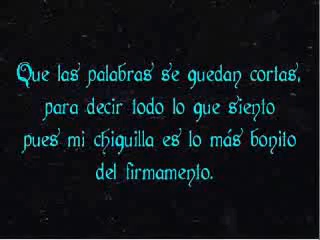 Que las palabras se quedan cortas,
para decir todo lo que siento
pues mi chiquilla es lo más bonito
del firmamento.